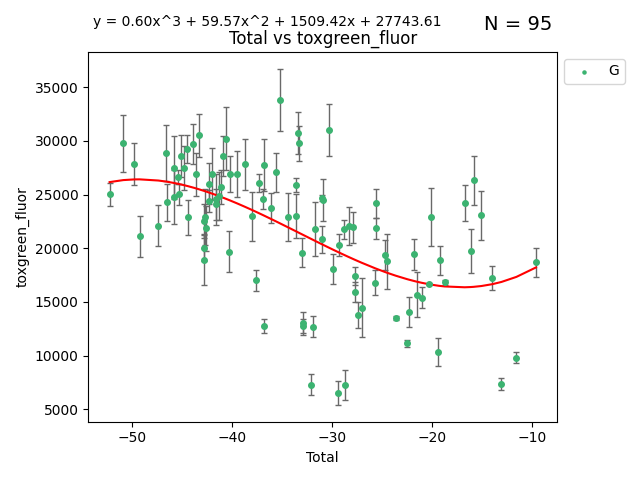 y = 0.60x^3 + 59.57x^2 + 1509.42x + 27743.61
N = 95
Total vs toxgreen_fluor
G
35000
30000
25000
20000
15000
10000
5000
toxgreen_fluor
−50
−40
−30
−20
−10
Total